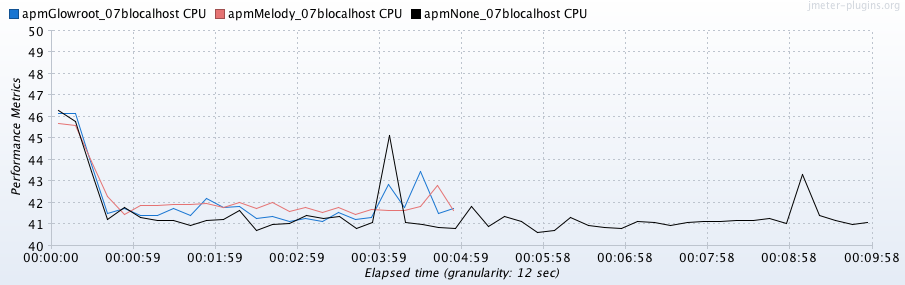 jmeter-plugins.org
apmGlowroot_07blocalhost CPU apmMelody_07blocalhost CPU apmNone_07blocalhost CPU
50
49
48
47
46
45
44
43
42
41
40
Performance Metrics
00:00:00 00:00:59 00:01:59 00:02:59 00:03:59 00:04:59 00:05:58 00:06:58 00:07:58 00:08:58 00:09:58
Elapsed time (granularity: 12 sec)